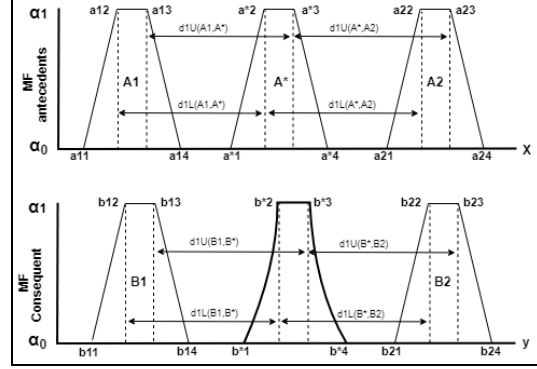 α1 a12 a13 a*2 a*3 a22 a23
d1U(A1,A*) d1U(A*,A2)
MF antecedents
A1 A* A2
d1L(A1,A*) d1L(A*,A2)
α0
a11 a14 a*1 a*4 a21 a24 X
α1 b12 b13 b*2 b*3 b22 b23
d1U(B1,B*) d1U(B*,B2)
MF Consequent
B1 B2
d1L(B1,B*) d1L(B*,B2)
α0
b11 b14 b*1 b*4 b21 b24 y